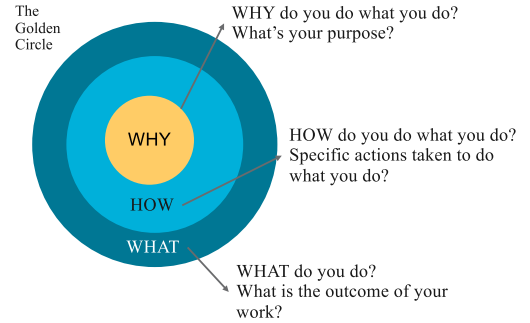 The
Golden
Circle
WHY do you do what you do?
What’s your purpose?
WHY
HOW do you do what you do?
Specific actions taken to do
what you do?
HOW
WHAT
WHAT do you do?
What is the outcome of your
work?